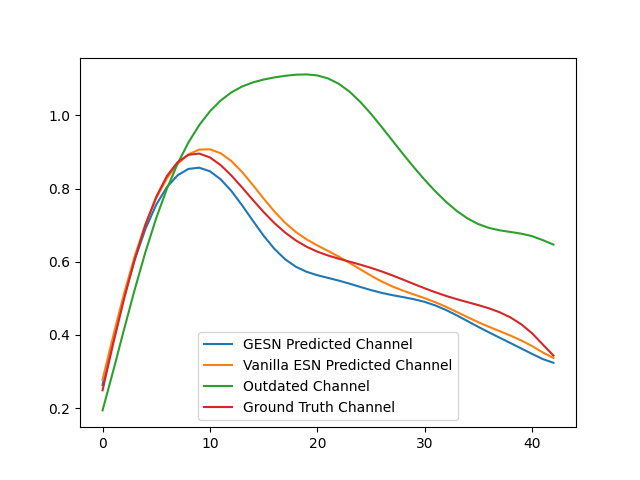 1.0
0.8
0.6
0.4
0.2
GESN Predicted Channel
Vanilla ESN Predicted Channel
Outdated Channel
Ground Truth Channel
0 10 20 30 40